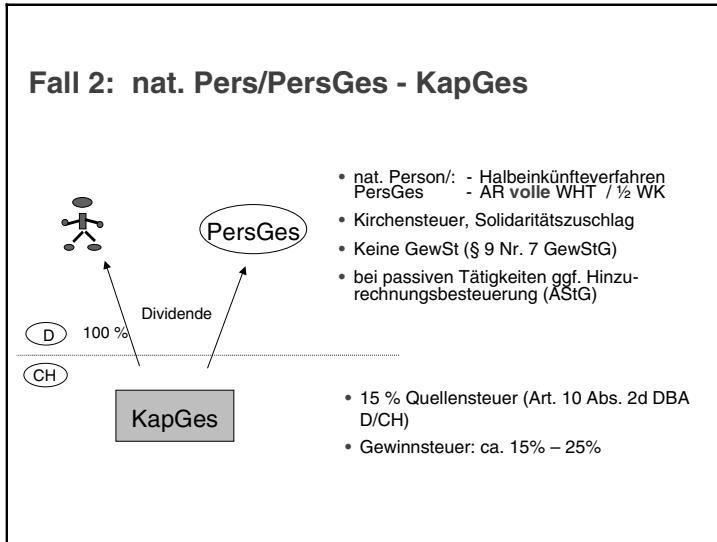 Fall 2: nat. Pers/PersGes - KapGes
• nat. Person/: - Halbeinkünfteverfahren
PersGes - AR volle WHT / ½ WK
• Kirchensteuer, Solidaritätszuschlag
• Keine GewSt (§ 9 Nr. 7 GewStG)
• bei passiven Tätigkeiten ggf. Hinzu-
rechnungsbesteuerung (AStG)
PersGes
Dividende
D 100 %
CH
KapGes
• 15 % Quellensteuer (Art. 10 Abs. 2d DBA
D/CH)
• Gewinnsteuer: ca. 15% – 25%